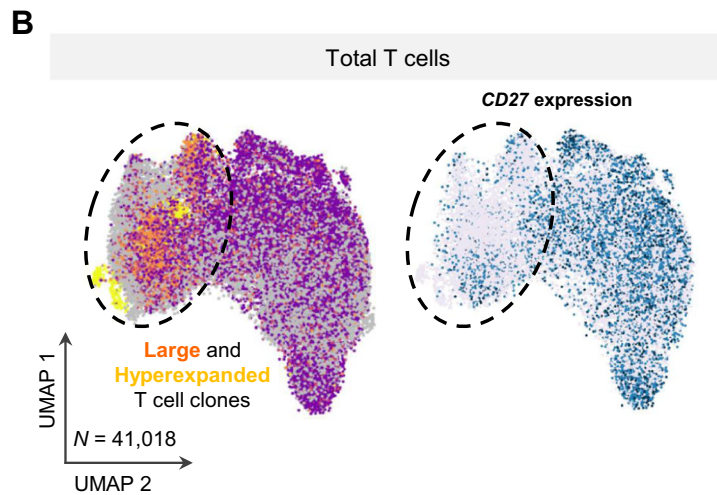 B
Total T cells
CD27 expression
Large and
Hyperexpanded
T cell clones
UMAP 1
N = 41,018
UMAP 2